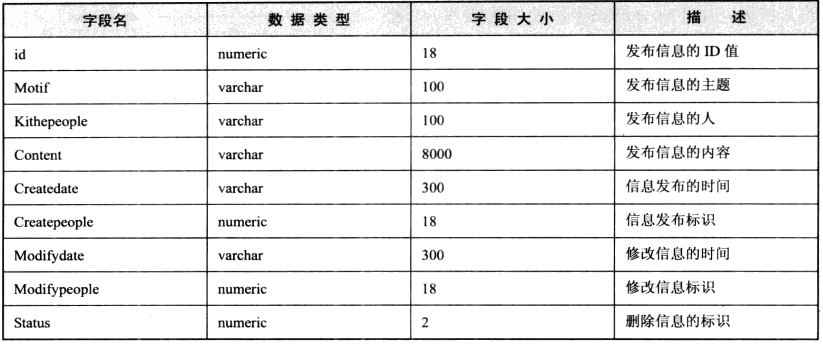 字段名 数据类型 字段大小 描述
id numeric 18 发布信息的 ID 值
Motif varchar 100 发布信息的主题
Kithepeople varchar 100 发布信息的人
Content varchar 8000 发布信息的内容
Createdate varchar 300 信息发布的时间
Createpeople numeric 18 信息发布标识
Modifydate varchar 300 修改信息的时间
Modifypeople numeric 18 修改信息标识
Status numeric 2 删除信息的标识